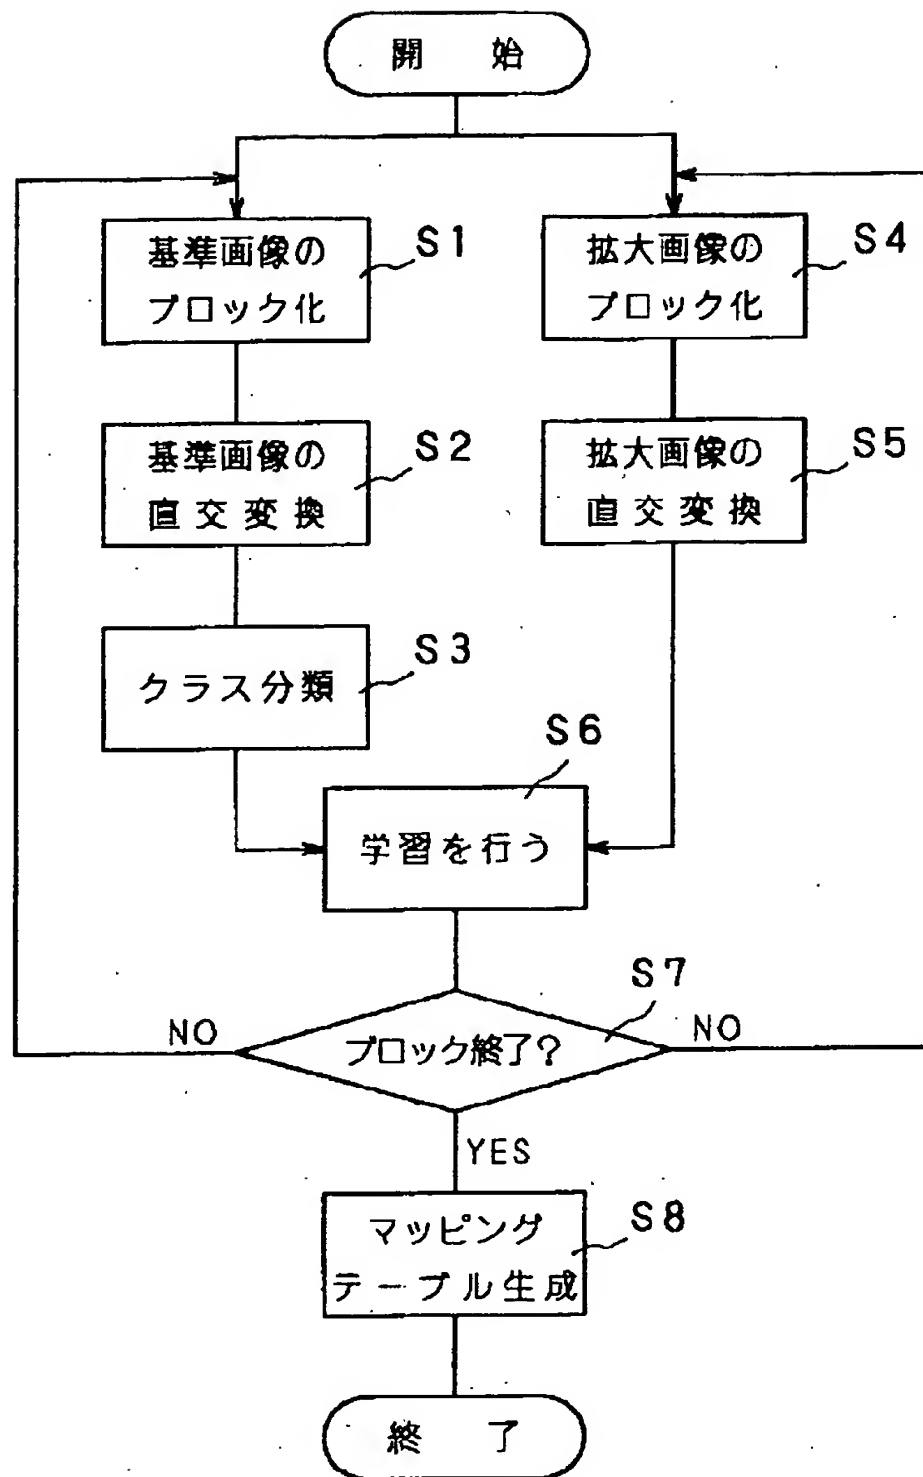 開 始
基準画像の
ブロック化
S1
基準画像の
直交変換
S2
クラス分類
S3
拡大画像の
ブロック化
S4
拡大画像の
直交変換
S5
学習を行う
S6
ブロック終了?
S7
NO
NO
YES
マッピング
テーブル生成
S8
終 了